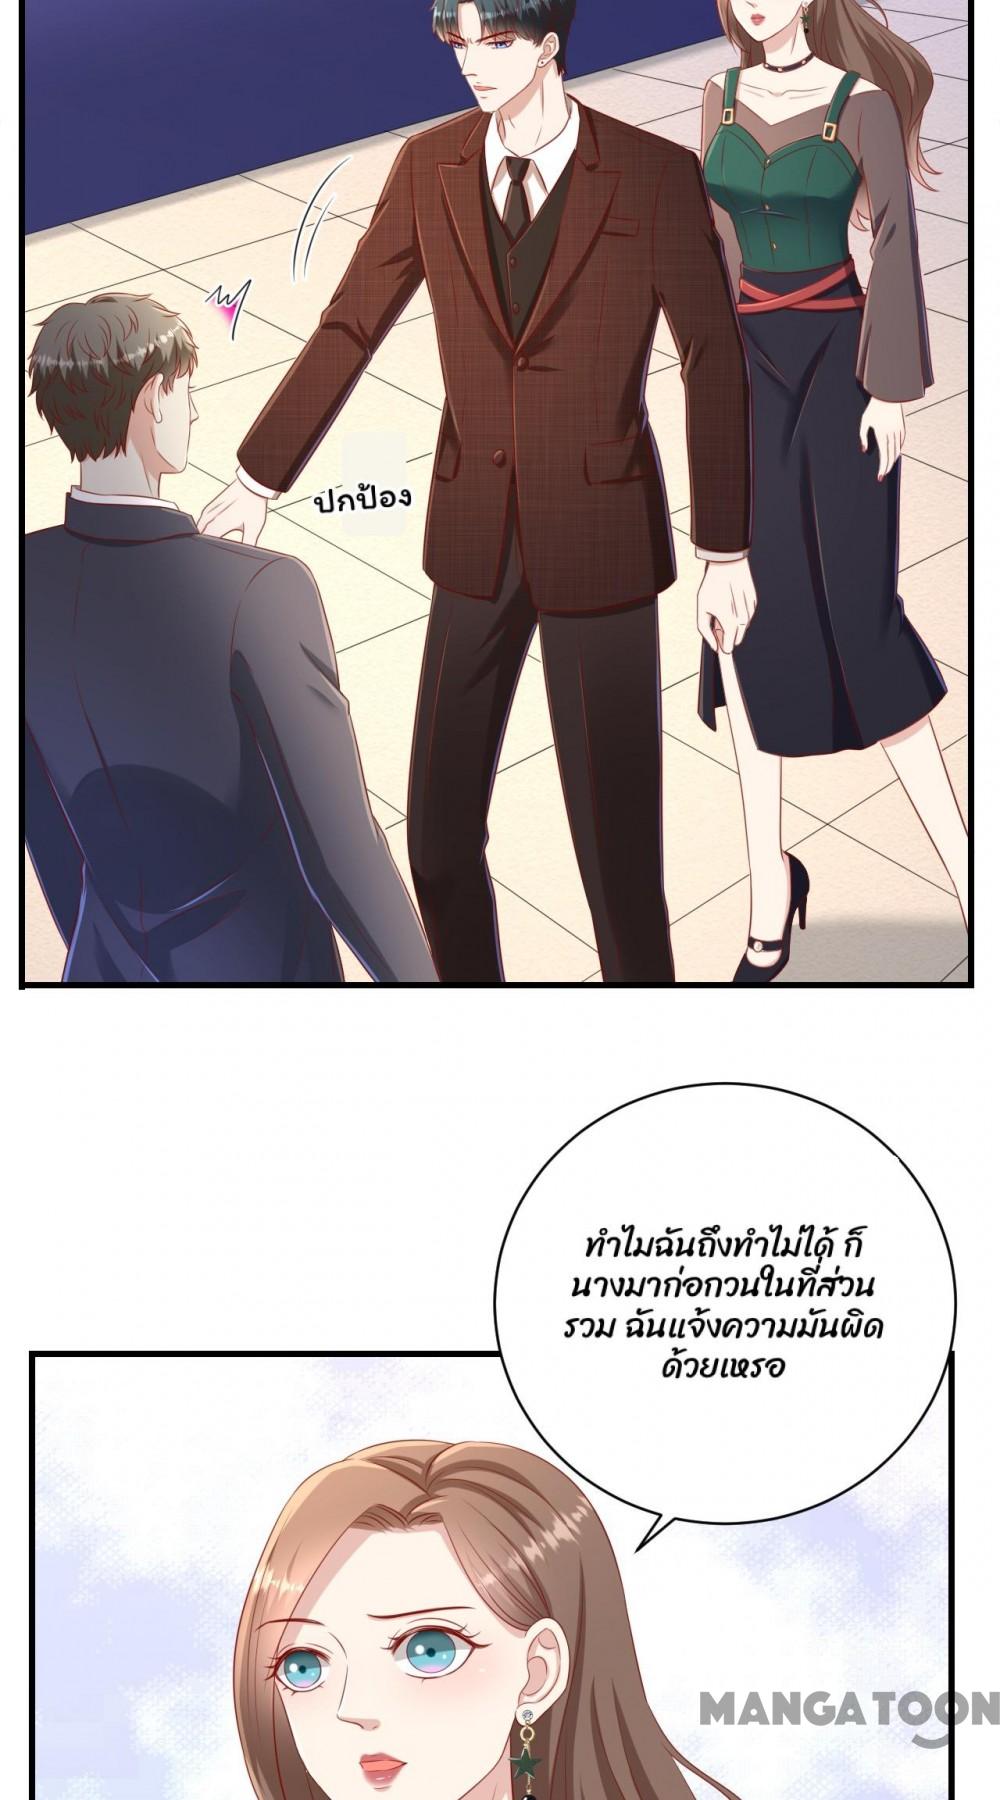 ปกป้อง
ทำไมฉันถึงทำไม่ได้ ก็
นางมาก่อกวนในที่ส่วน
รวม ฉันแจ้งความมันผิด
ด้วยเหรอ
MANGATOON